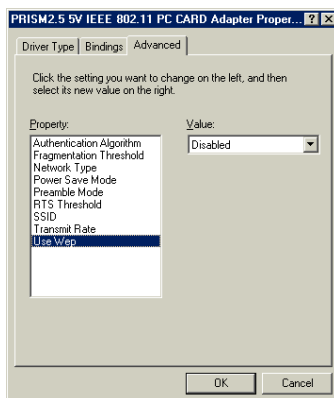 PRISM2.5 5V IEEE 802.11 PC CARD Adapter Proper...
Driver Type Bindings Advanced
Click the setting you want to change on the left, and then
select its new value on the right.
Property:
Value:
Authentication Algorithm
Fragmentation Threshold
Network Type
Power Save Mode
Preamble Mode
RTS Threshold
SSID
Transmit Rate
Use Wep
Disabled
OK Cancel